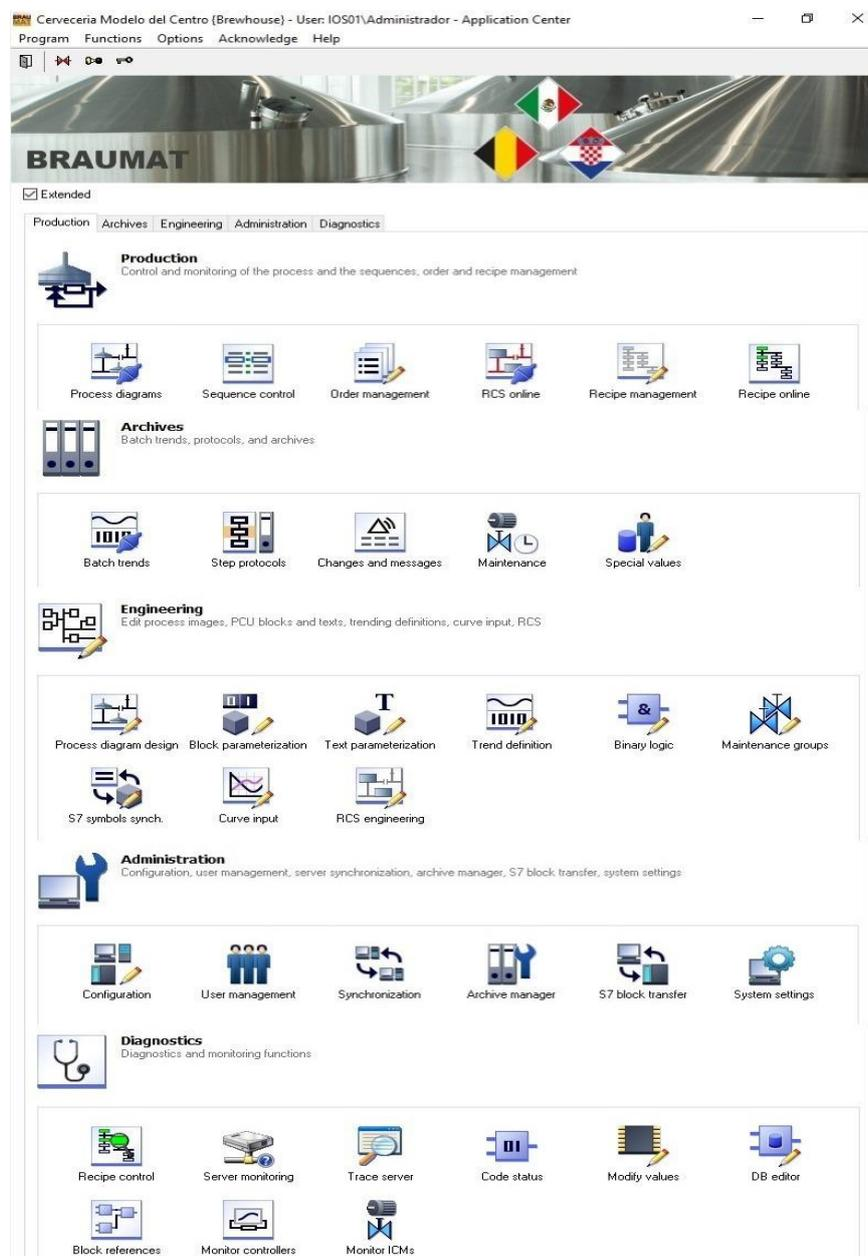 Cerveceria Modelo del Centro {Brewhouse} - User: IOS01\Administrador - Application Center
Program Functions Options Acknowledge Help
BRAUMAT
Extended
Production Archives Engineering Administration Diagnostics
Production
Control and monitoring of the process and the sequences, order and recipe management
Process diagrams Sequence control Order management RCS online Recipe management Recipe online
Archives
Batch trends, protocols, and archives
Batch trends Step protocols Changes and messages Maintenance Special values
Engineering
Edit process images, PCU blocks and texts, trending definitions, curve input, RCS
Process diagram design Block parameterization Text parameterization Trend definition Binary logic Maintenance groups
S7 symbols synch. Curve input RCS engineering
Administration
Configuration, user management, server synchronization, archive manager, S7 block transfer, system settings
Configuration User management Synchronization Archive manager S7 block transfer System settings
Diagnostics
Diagnostics and monitoring functions
Recipe control Server monitoring Trace server Code status Modify values DB editor
Block references Monitor controllers Monitor ICMs